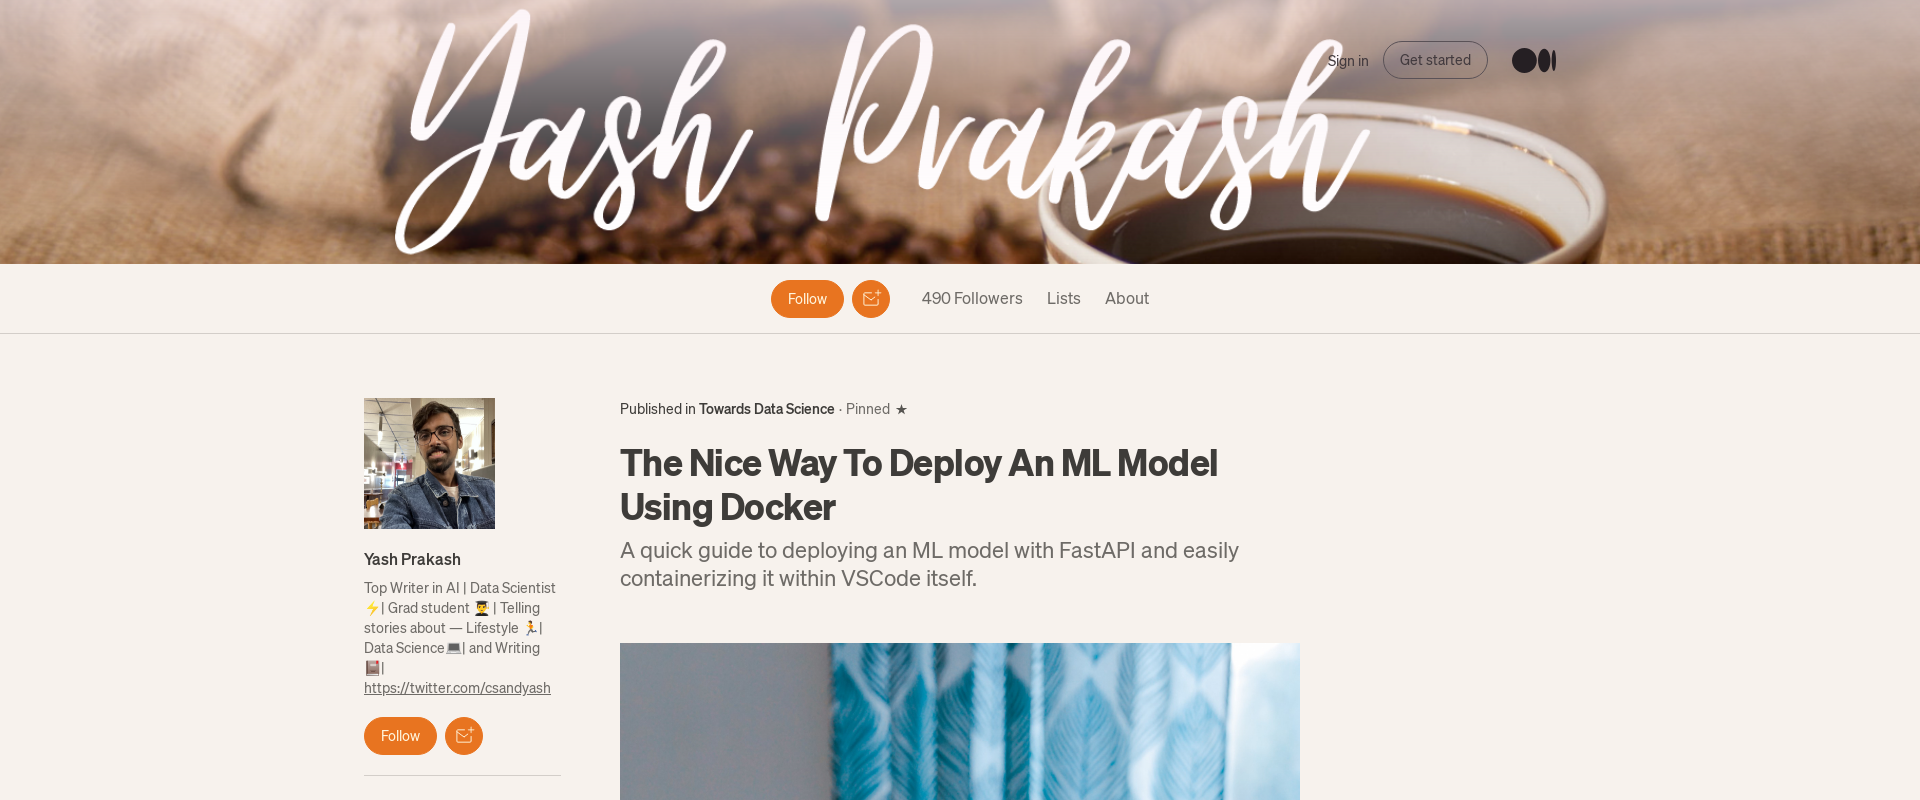 Yash Prakash
Sign in
Get started
Follow
490 Followers
Lists
About
Published in Towards Data Science · Pinned ★
The Nice Way To Deploy An ML Model
Using Docker
A quick guide to deploying an ML model with FastAPI and easily
containerizing it within VSCode itself.
Yash Prakash
Top Writer in AI | Data Scientist
⚡| Grad student 👨‍🎓 | Telling
stories about — Lifestyle 🏃|
Data Science💻| and Writing
📔|
https://twitter.com/csandyash
Follow